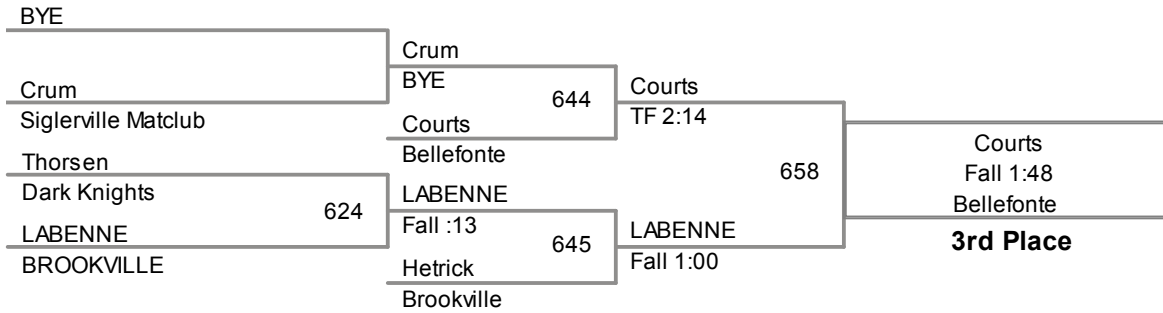 BYE
Crum
Siglerville Matclub
Thorsen
Dark Knights
624
LABENNE
BROOKVILLE
Crum
BYE
644
Courts
Bellefonte
LABENNE
Fall :13
645
Hetrick
Brookville
Courts
TF 2:14
658
LABENNE
Fall 1:00
Courts
Fall 1:48
Bellefonte
3rd Place